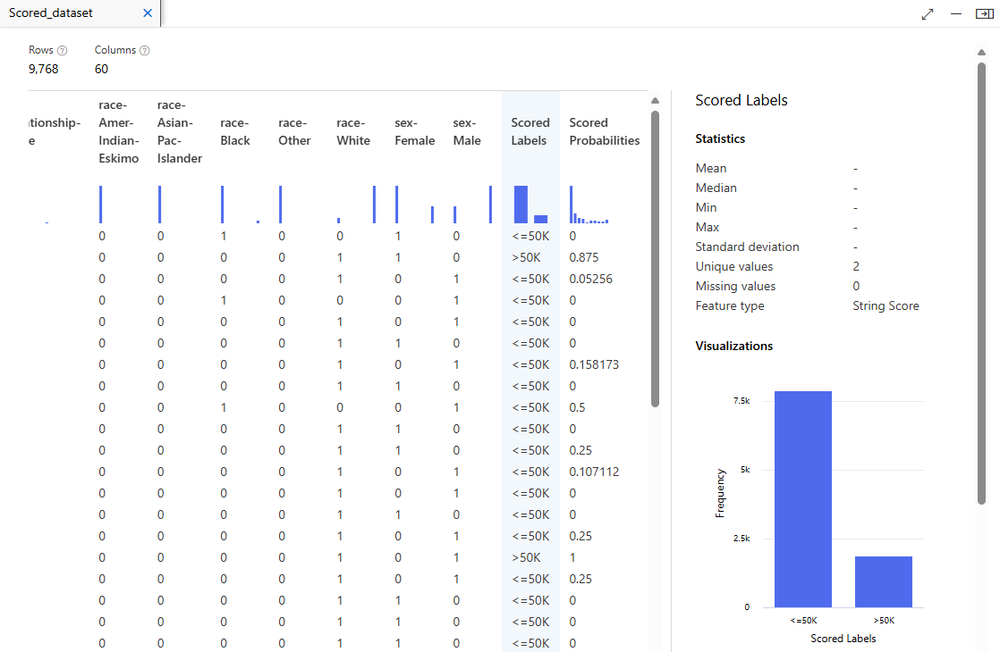 Scored_dataset
Rows Columns
9,768 60
tionship-e race-Amer-Indian-Eskimo race-Asian-Pac-Islander race-Black race-Other race-White sex-Female sex-Male Scored Labels Scored Probabilities
-
0 0 1 0 0 1 0 <=50K 0
0 0 0 0 1 1 0 >50K 0.875
0 0 0 0 1 0 1 <=50K 0.05256
0 0 1 0 0 0 1 <=50K 0
0 0 0 0 1 0 1 <=50K 0
0 0 0 0 1 1 0 <=50K 0
0 0 0 0 1 0 1 <=50K 0.158173
0 0 0 0 1 1 0 <=50K 0
0 0 1 0 0 0 1 <=50K 0.5
0 0 0 0 1 1 0 <=50K 0
0 0 0 0 1 1 0 <=50K 0.25
0 0 0 0 1 0 1 <=50K 0.107112
0 0 0 0 1 0 1 <=50K 0
0 0 0 0 1 1 0 <=50K 0
0 0 0 0 1 0 1 <=50K 0.25
0 0 0 0 1 0 1 >50K 1
0 0 0 0 1 0 1 <=50K 0.25
0 0 0 0 1 1 0 <=50K 0
0 0 0 0 1 1 0 <=50K 0
0 0 0 0 1 1 0 <=50K 0
Scored Labels
Statistics
Mean -
Median -
Min -
Max -
Standard deviation -
Unique values 2
Missing values 0
Feature type String Score
Visualizations
7.5k
5k
2.5k
0
Frequency
<=50K >50K
Scored Labels